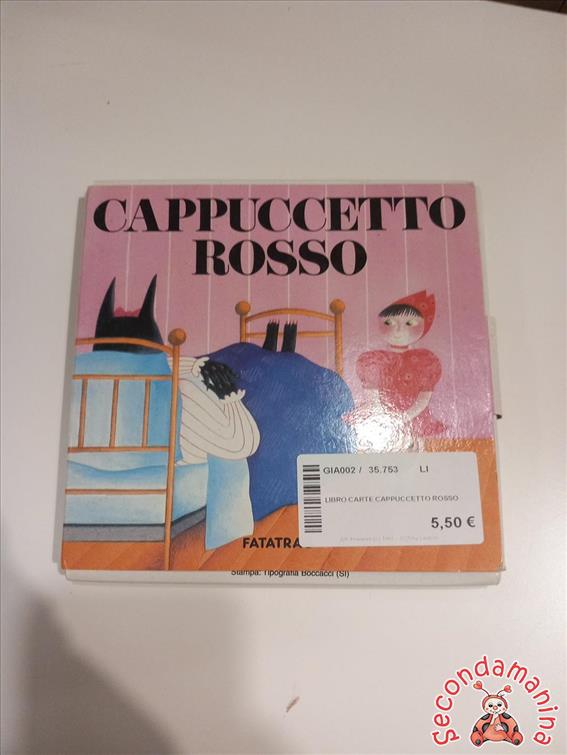 CAPPUCCETTO
ROSSO
GIA002 / 35.753 LI
LIBRO CARTE CAPPUCCETTO ROSSO
5,50 €
FATATRA
Stampa: Tipografia Boccacci (SI)
Secondamanina